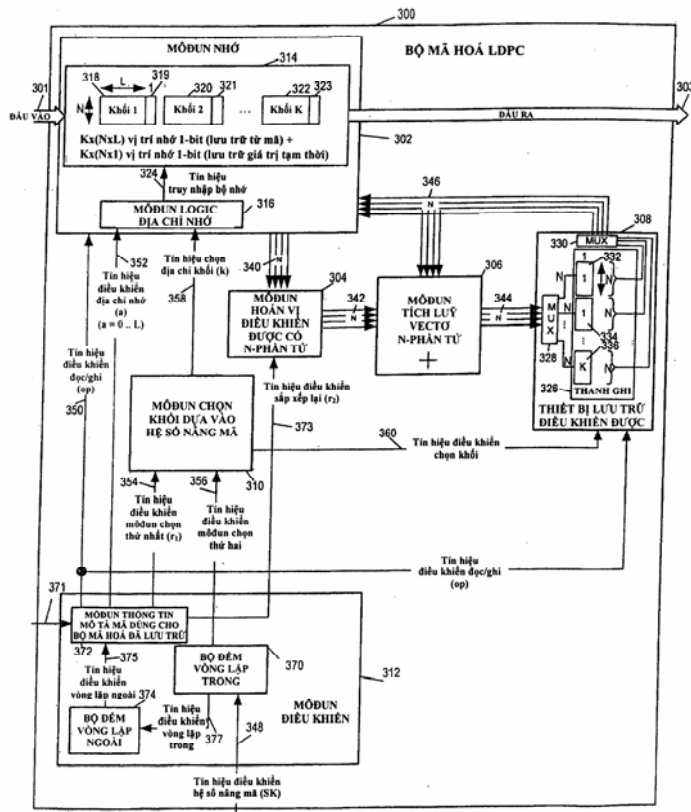 300
MÔĐUN NHỚ
BỘ MÃ HOÁ LDPC
314
301
ĐẦU VÀO
318
L
1
319
320
321
322
323
N
Khối 1
Khối 2
...
Khối K
Kx(NxL) vị trí nhớ 1-bit (lưu trữ từ mã) +
Kx(Nx1) vị trí nhớ 1-bit (lưu trữ giá trị tạm thời)
303
ĐẦU RA
302
324
Tín hiệu
truy nhập bộ nhớ
MÔĐUN LOGIC
ĐỊA CHỈ NHỚ
316
346
N
N
308
330
MUX
352
Tín hiệu
điều khiển
địa chỉ nhớ
(a)
(a = 0 .. L)
Tín hiệu chọn
địa chỉ khối (k)
358
340
N
304
MÔĐUN
HOÁN VỊ
ĐIỀU KHIỂN
ĐƯỢC CÓ
N-PHẦN TỬ
342
N
306
MÔĐUN
TÍCH LUỸ
VECTƠ
N-PHẦN TỬ
+
344
N
MUX
328
1
332
N
1
N
N
1
N
334
⋮
336
N
K
N
326
THANH GHI
THIẾT BỊ LƯU TRỮ
ĐIỀU KHIỂN ĐƯỢC
Tín hiệu
điều khiển
đọc/ghi
(op)
350
Tín hiệu điều khiển
sắp xếp lại (r₂)
373
MÔĐUN CHỌN
KHỐI DỰA VÀO
HỆ SỐ NÂNG MÃ
310
360
Tín hiệu điều khiển
chọn khối
354
356
Tín hiệu
điều khiển
môđun chọn
thứ nhất (r₁)
Tín hiệu
điều khiển
môđun chọn
thứ hai
Tín hiệu
điều khiển đọc/ghi
(op)
371
MÔĐUN THÔNG TIN
MÔ TẢ MÃ DÙNG CHO
BỘ MÃ HOÁ ĐÃ LƯU TRỮ
372
375
Tín hiệu
điều khiển
vòng lặp ngoài
374
BỘ ĐẾM
VÒNG LẶP
NGOÀI
370
BỘ ĐẾM
VÒNG LẶP
TRONG
Tín hiệu
điều khiển
vòng lặp
trong
377
348
312
MÔĐUN
ĐIỀU KHIỂN
Tín hiệu điều khiển
hệ số nâng mã (SK)